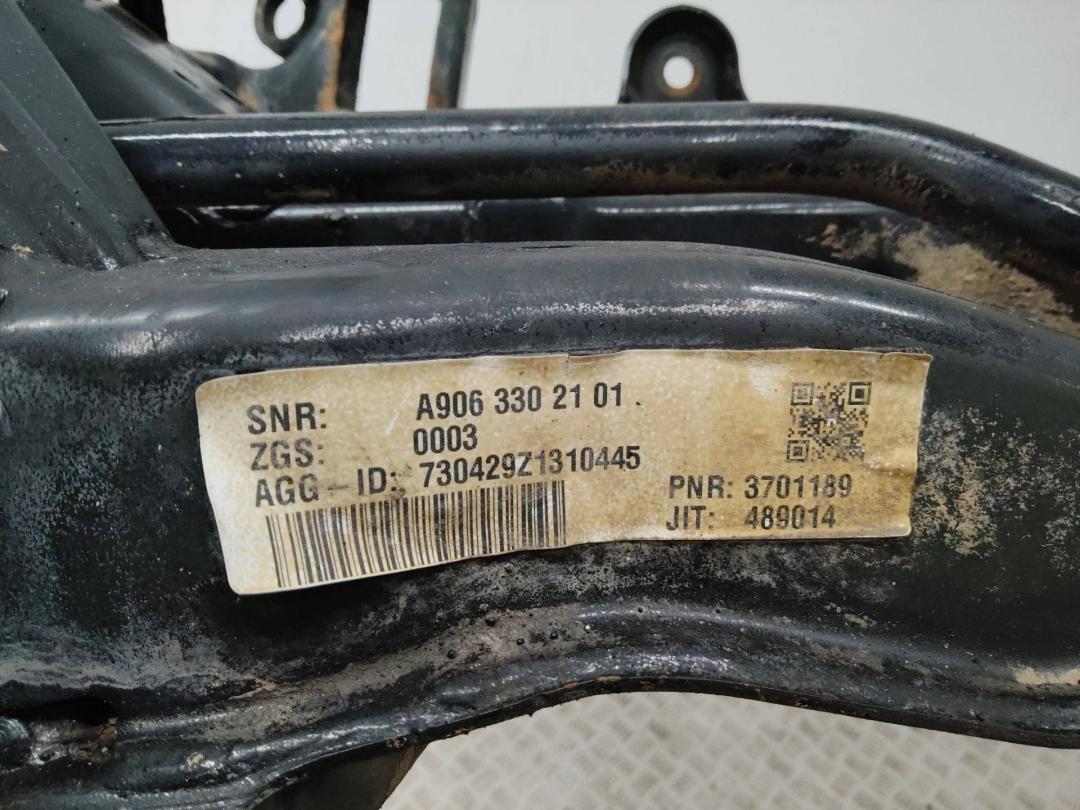 SNR: A906 330 21 01
ZGS: 0003
AGG-ID: 730429Z1310445
PNR: 3701189
JIT: 489014